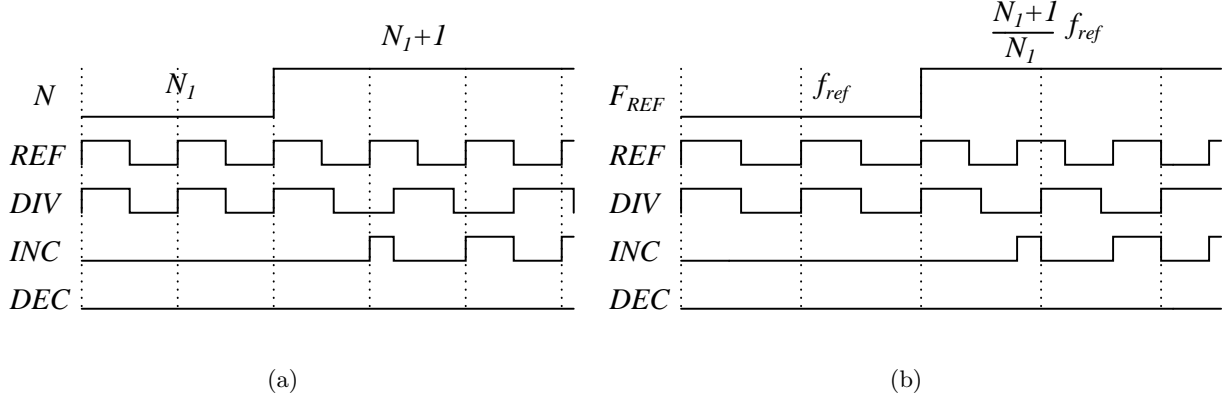 N
N₁
N₁+1
REF
DIV
INC
DEC
(a)
N₁+1
N₁
f_ref
F_REF
f_ref
REF
DIV
INC
DEC
(b)